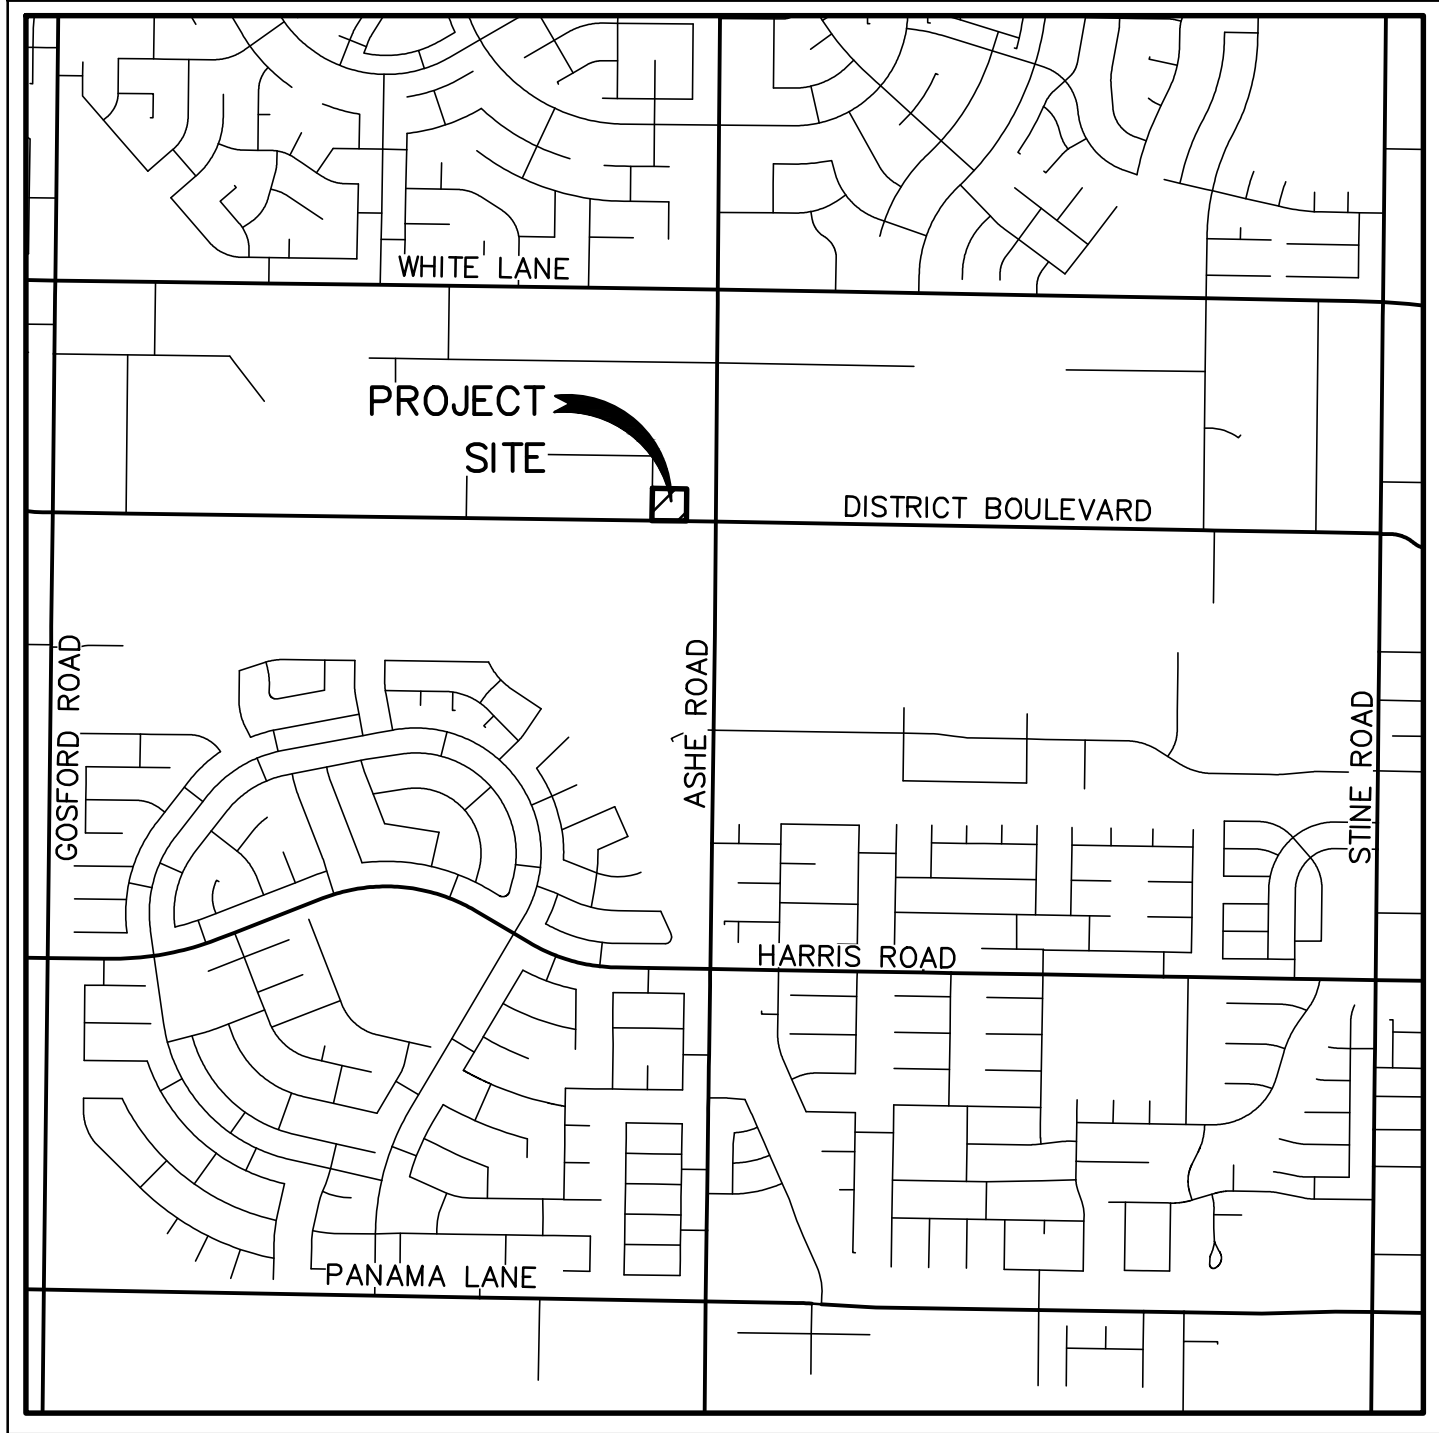 WHITE LANE
PROJECT
SITE
DISTRICT BOULEVARD
GOSFORD ROAD
ASHE ROAD
STINE ROAD
HARRIS ROAD
PANAMA LANE